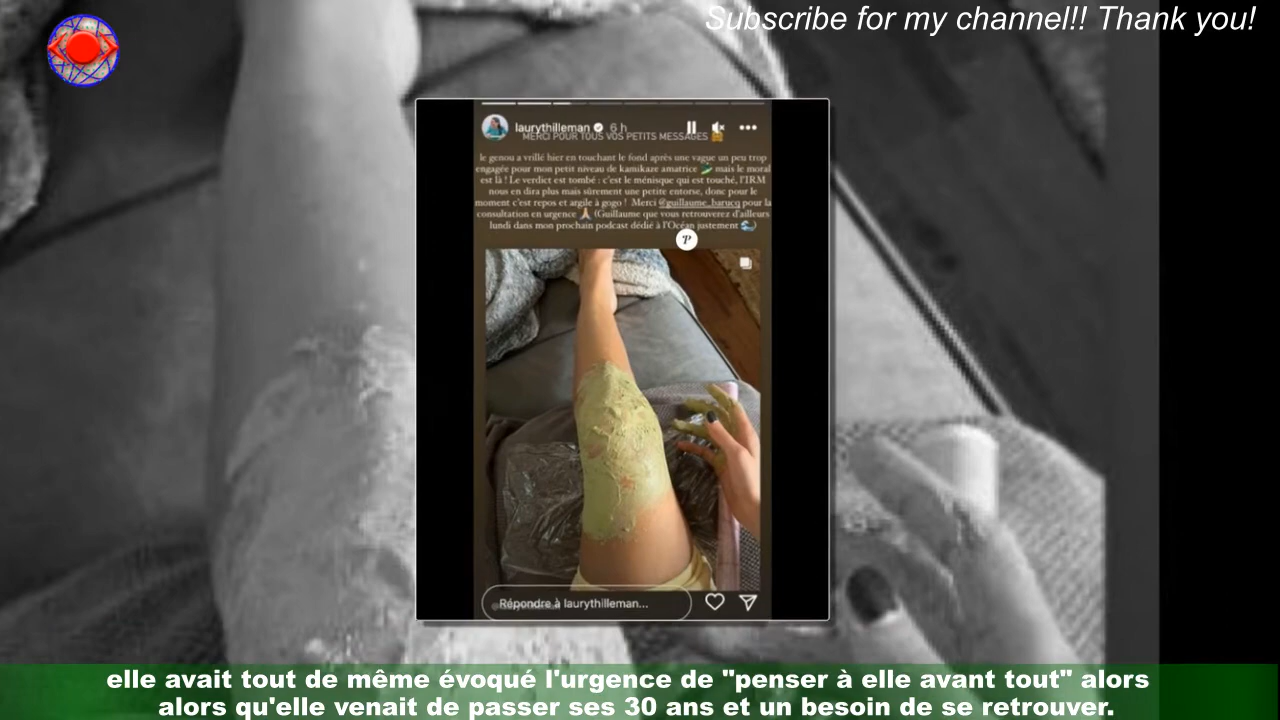 Subscribe for my channel!! Thank you!
laurythilleman 6 h
MERCI POUR TOUS VOS PETITS MESSAGES
le genou a vrillé hier en touchant le fond après une vague un peu trop
engagée pour mon petit niveau de kamikaze amatrice mais le moral
est là ! Le verdict est tombé : c'est le ménisque qui est touché, l'IRM
nous en dira plus mais sûrement une petite entorse, donc pour le
moment c'est repos et argile à gogo ! Merci @guillaume_barucq pour la
consultation en urgence (Guillaume que vous retrouverez d'ailleurs
lundi dans mon prochain podcast dédié à l'Océan justement )
P
Répondre à laurythilleman...
elle avait tout de même évoqué l'urgence de "penser à elle avant tout" alors
alors qu'elle venait de passer ses 30 ans et un besoin de se retrouver.